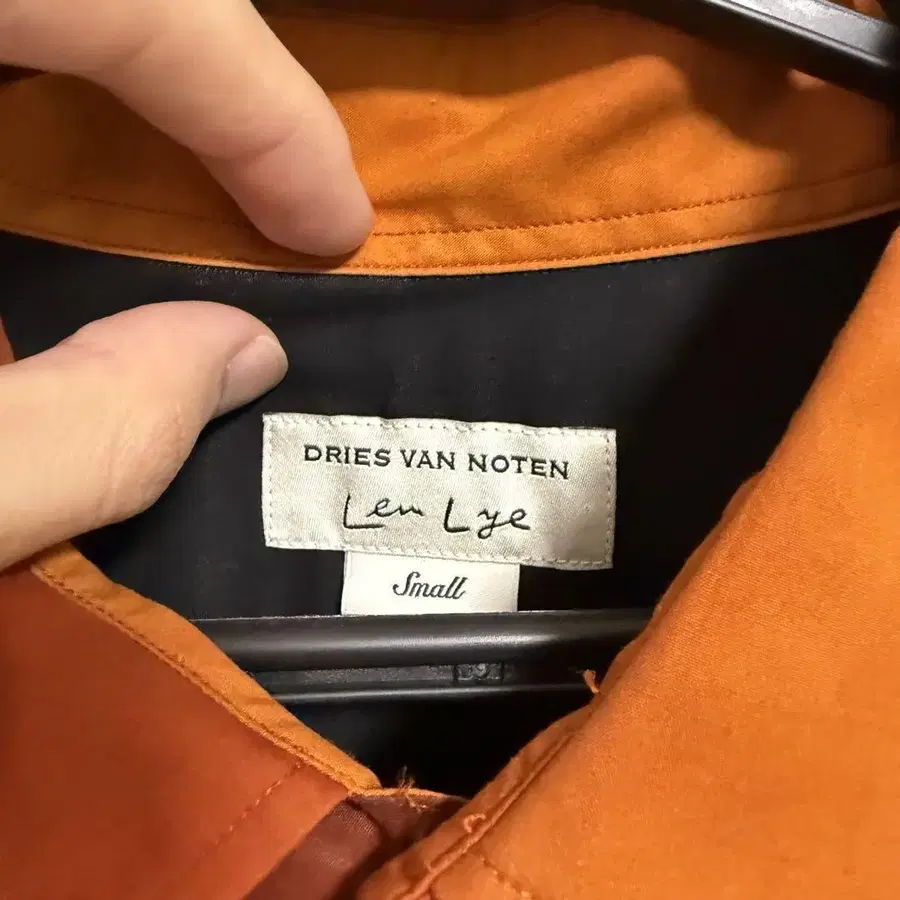 DRIES VAN NOTEN
Len Lye
Small